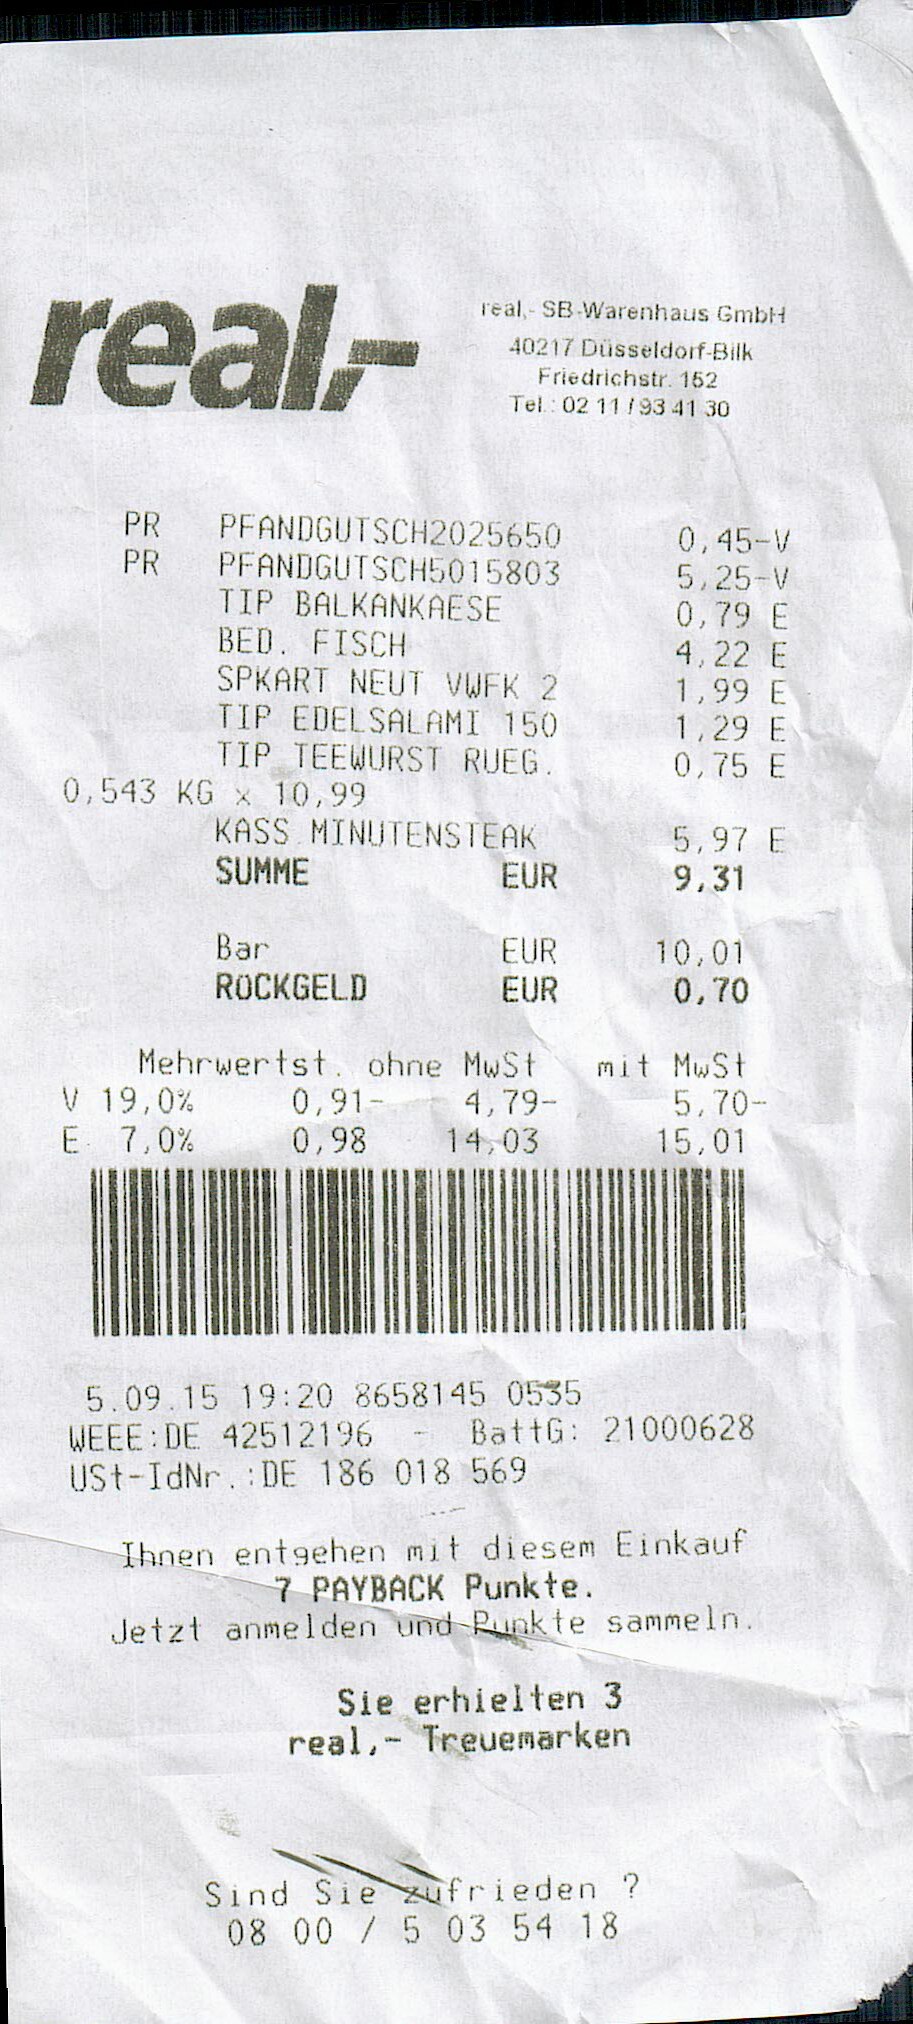 real,-
real,- SB-Warenhaus GmbH
40217 Düsseldorf-Bilk
Friedrichstr. 152
Tel.: 02 11 / 93 41 30
PR PFANDGUTSCH2025650 0,45-V
PR PFANDGUTSCH5015803 5,25-V
TIP BALKANKAESE 0,79 E
BED. FISCH 4,22 E
SPKART NEUT VWFK 2 1,99 E
TIP EDELSALAMI 150 1,29 E
TIP TEEWURST RUEG. 0,75 E
0,543 KG x 10,99
KASS.MINUTENSTEAK 5,97 E
SUMME EUR 9,31
Bar EUR 10,01
RÜCKGELD EUR 0,70
Mehrwertst. ohne MwSt mit MwSt
V 19,0% 0,91- 4,79- 5,70-
E 7,0% 0,98 14,03 15,01
5.09.15 19:20 8658145 0535
WEEE:DE 42512196 - BattG: 21000628
USt-IdNr.:DE 186 018 569
Ihnen entgehen mit diesem Einkauf
7 PAYBACK Punkte.
Jetzt anmelden und Punkte sammeln.
Sie erhielten 3
real,- Treuemarken
Sind Sie zufrieden ?
08 00 / 5 03 54 18